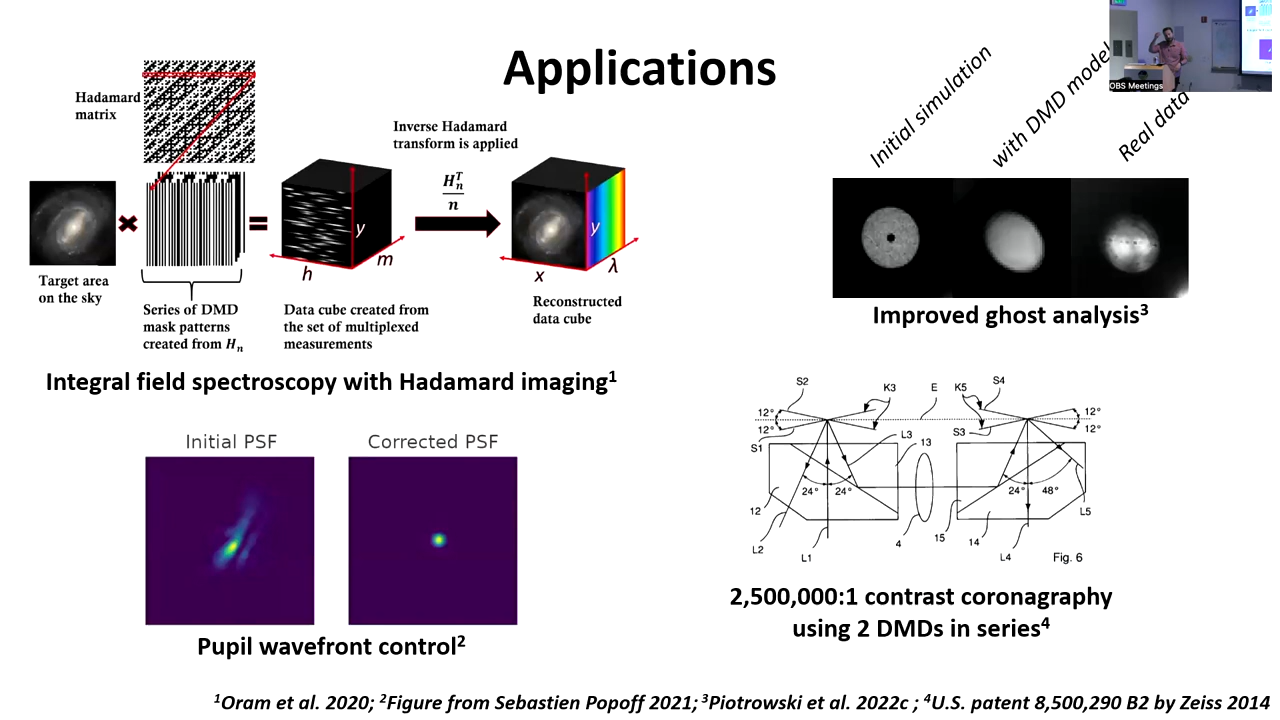 Applications
OBS Meetings
Hadamard
matrix
Inverse Hadamard
transform is applied
H_n^T
n
y
h
m
y
x
λ
Target area
on the sky
Series of DMD
mask patterns
created from H_n
Data cube created from
the set of multiplexed
measurements
Reconstructed
data cube
Integral field spectroscopy with Hadamard imaging¹
Initial simulation
with DMD model
Real data
Improved ghost analysis³
Initial PSF
Corrected PSF
Pupil wavefront control²
S2
K3
E
K5
S4
12°
12°
12°
12°
S1
L3
13
S3
24°
24°
24°
48°
12
L2
L1
4
15
14
L4
L5
Fig. 6
2,500,000:1 contrast coronagraphy
using 2 DMDs in series⁴
¹Oram et al. 2020; ²Figure from Sebastien Popoff 2021; ³Piotrowski et al. 2022c ; ⁴U.S. patent 8,500,290 B2 by Zeiss 2014